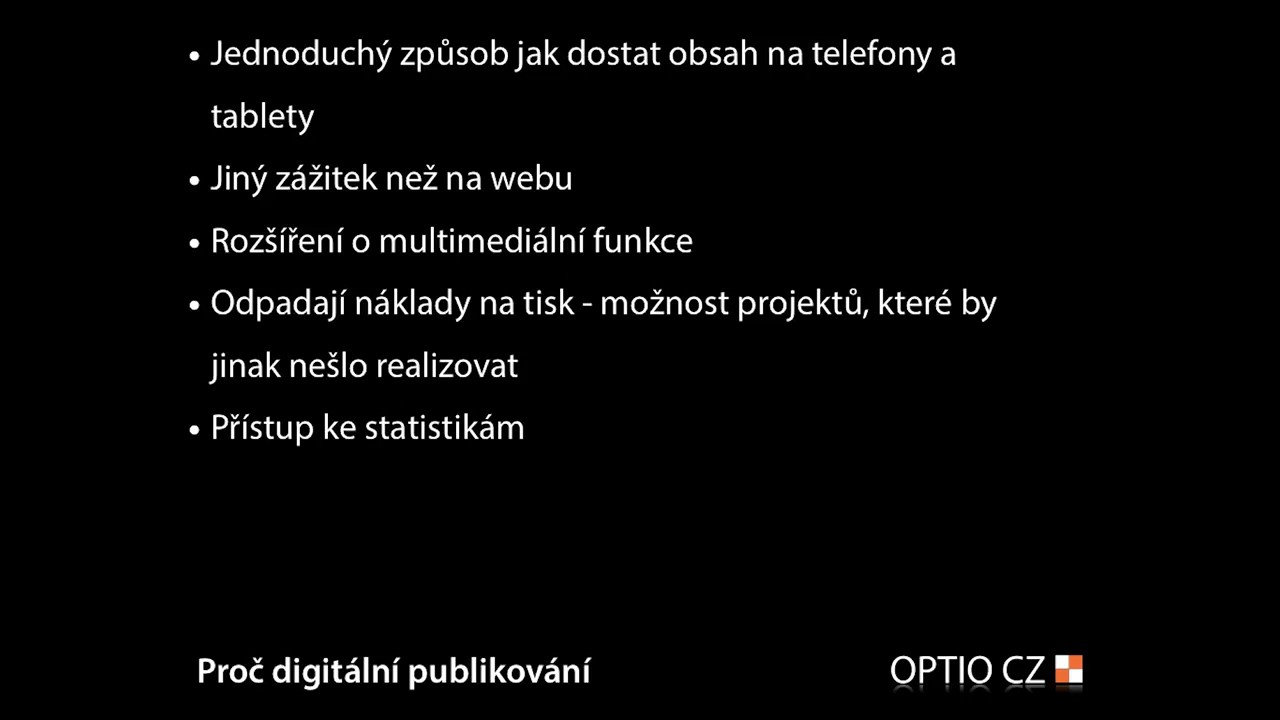 • Jednoduchý způsob jak dostat obsah na telefony a
tablety
• Jiný zážitek než na webu
• Rozšíření o multimediální funkce
• Odpadají náklady na tisk - možnost projektů, které by
jinak nešlo realizovat
• Přístup ke statistikám
Proč digitální publikování
OPTIO CZ